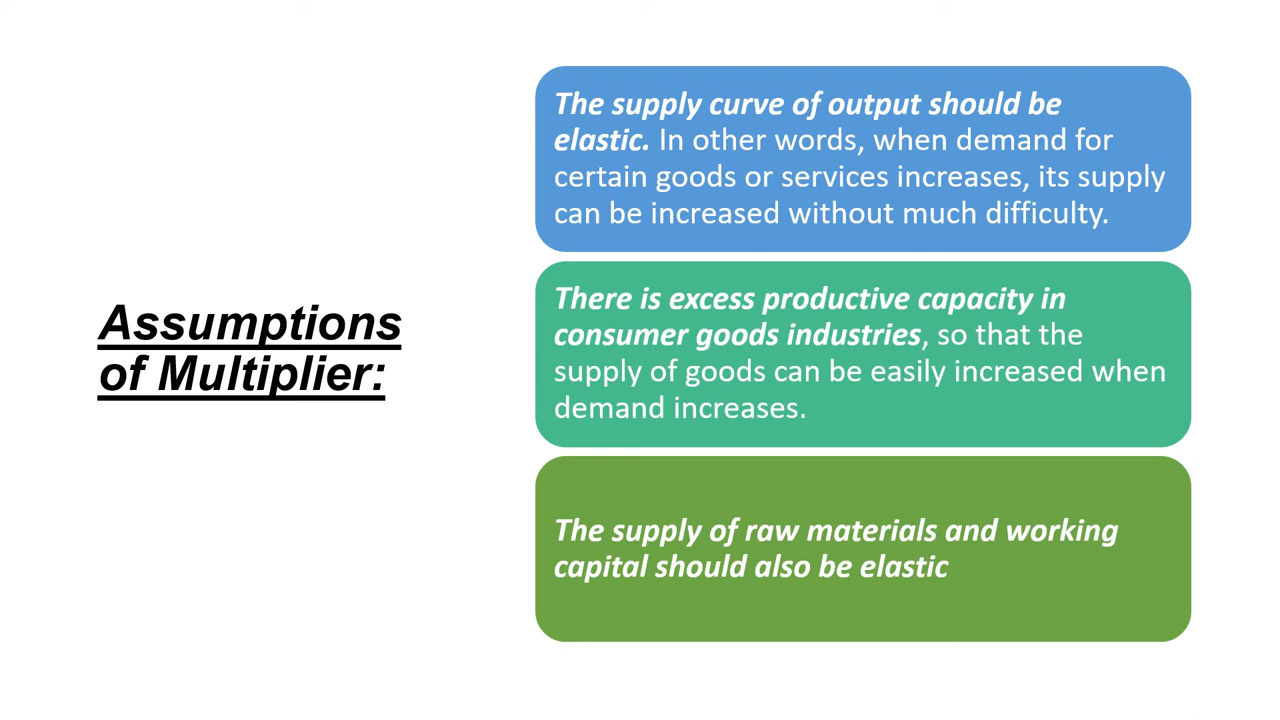 Assumptions
of Multiplier:
The supply curve of output should be
elastic. In other words, when demand for
certain goods or services increases, its supply
can be increased without much difficulty.
There is excess productive capacity in
consumer goods industries, so that the
supply of goods can be easily increased when
demand increases.
The supply of raw materials and working
capital should also be elastic